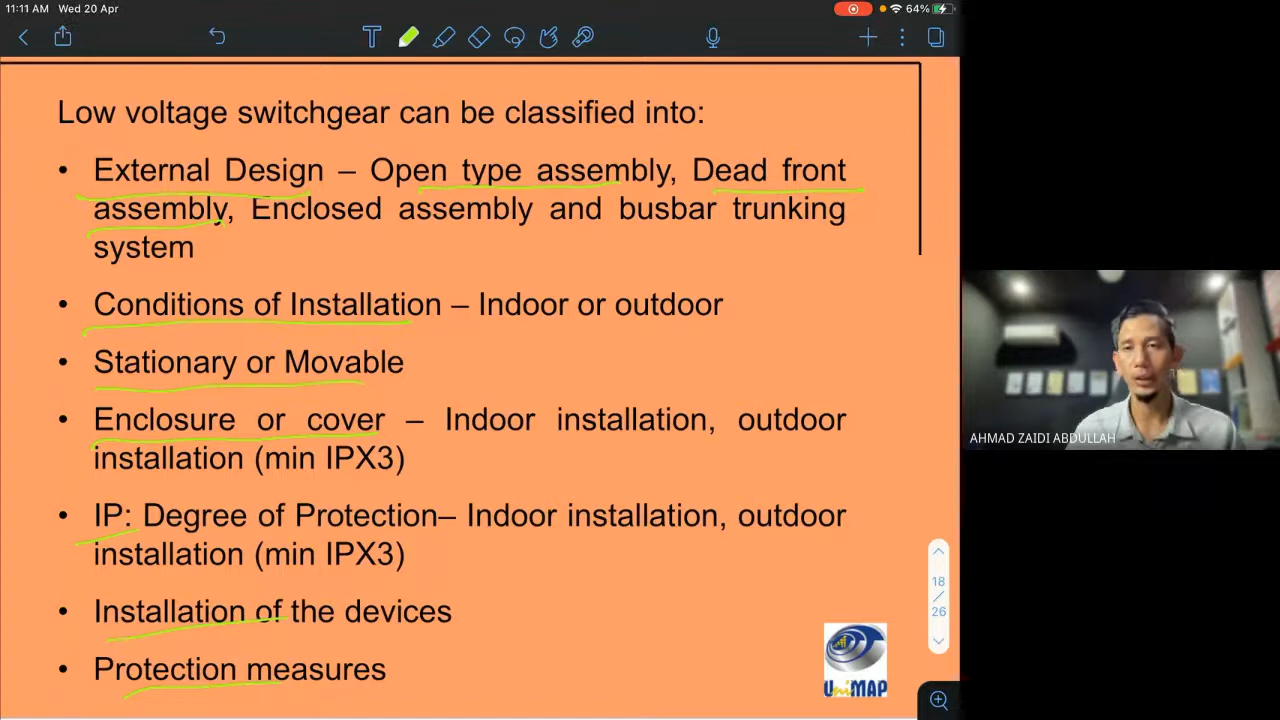 11:11 AM Wed 20 Apr
64%
Low voltage switchgear can be classified into:
• External Design – Open type assembly, Dead front
assembly, Enclosed assembly and busbar trunking
system
• Conditions of Installation – Indoor or outdoor
• Stationary or Movable
• Enclosure or cover – Indoor installation, outdoor
installation (min IPX3)
• IP: Degree of Protection– Indoor installation, outdoor
installation (min IPX3)
• Installation of the devices
• Protection measures
18
/
26
UniMAP
AHMAD ZAIDI ABDULLAH